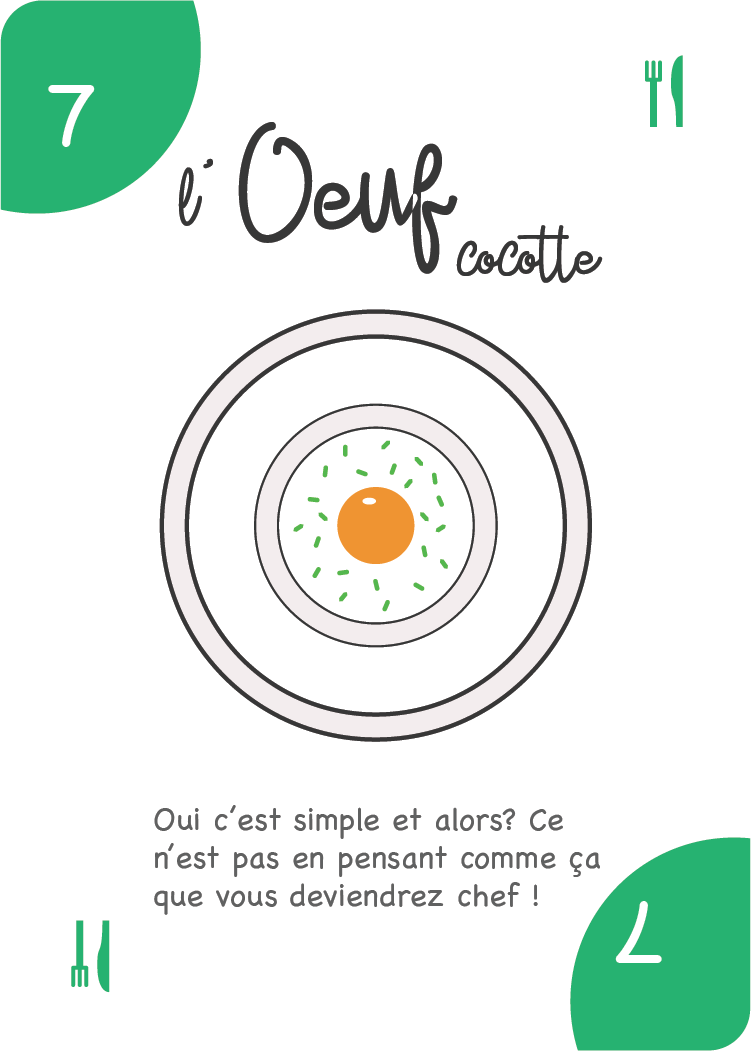 7
l' Oeuf
cocotte
Oui c'est simple et alors? Ce
n'est pas en pensant comme ça
que vous deviendrez chef !
7